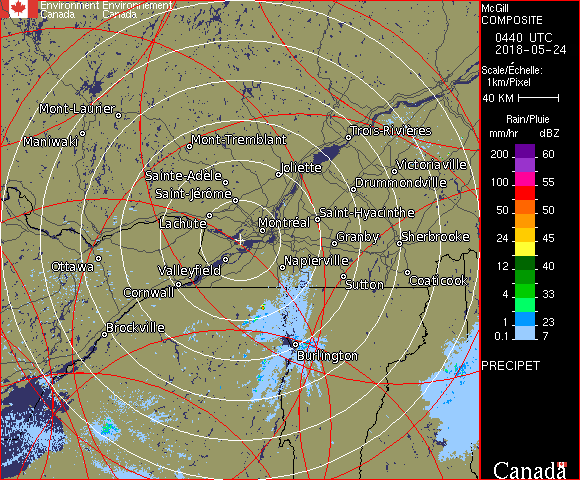 Environment Environnement
Canada Canada
McGill
COMPOSITE
0440 UTC
2018-05-24
Scale/Échelle:
1km/Pixel
40 KM
Rain/Pluie
mm/hr dBZ
200 60
100 55
50 50
24 45
12 40
4 33
1 23
0.1 7
PRECIPET
Canada
Mont-Laurier
Maniwaki
Mont-Tremblant
Trois-Rivières
Sainte-Adèle
Joliette
Victoriaville
Saint-Jérôme
Drummondville
Lachute
Montréal
Saint-Hyacinthe
Granby
Sherbrooke
Ottawa
Valleyfield
Napierville
Cornwall
Sutton
Coaticook
Brockville
Burlington